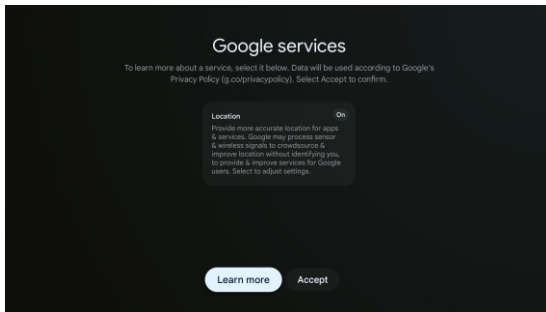 Google services
To learn more about a service, select it below. Data will be used according to Google's
Privacy Policy (g.co/privacypolicy). Select Accept to confirm.
Location
On
Provide more accurate location for apps
& services. Google may process sensor
& wireless signals to crowdsource &
improve location without identifying you,
to provide & improve services for Google
users. Select to adjust settings.
Learn more
Accept